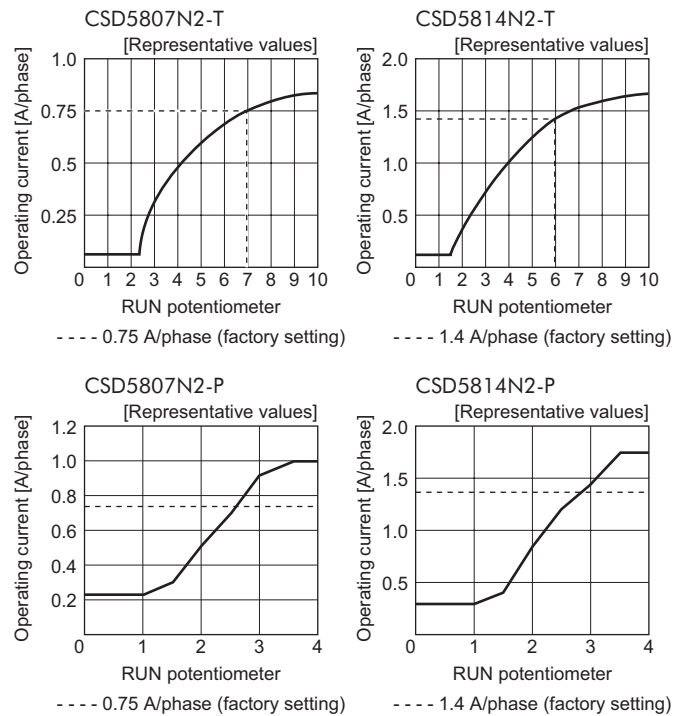 CSD5807N2-T
[Representative values]
Operating current [A/phase]
1.0
0.75
0.5
0.25
0 1 2 3 4 5 6 7 8 9 10
RUN potentiometer
---- 0.75 A/phase (factory setting)
CSD5814N2-T
[Representative values]
Operating current [A/phase]
2.0
1.5
1.0
0.5
0 1 2 3 4 5 6 7 8 9 10
RUN potentiometer
---- 1.4 A/phase (factory setting)
CSD5807N2-P
[Representative values]
Operating current [A/phase]
1.2
1.0
0.8
0.6
0.4
0.2
0 1 2 3 4
RUN potentiometer
---- 0.75 A/phase (factory setting)
CSD5814N2-P
[Representative values]
Operating current [A/phase]
2.0
1.5
1.0
0.5
0 1 2 3 4
RUN potentiometer
---- 1.4 A/phase (factory setting)